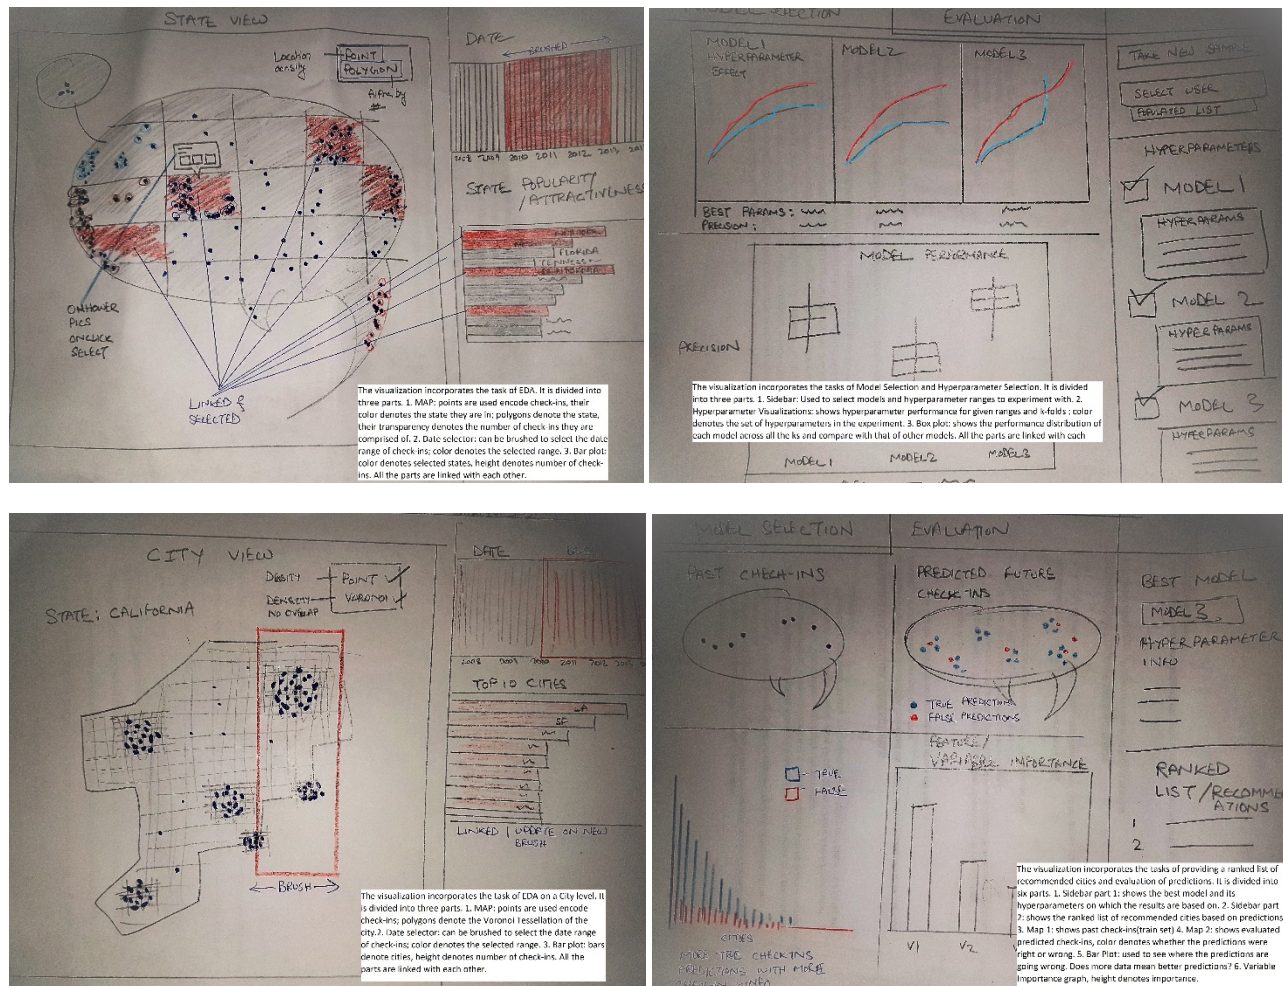 STATE VIEW
Location
density
POINT
POLYGON
#
ON HOVER
PICS
ONCLICK
SELECT
LINKED &
SELECTED
DATE
BRUSHED
2008 2009 2010 2011 2012 2013
STATE POPULARITY
/ATTRACTIVENESS
FLORIDA
The visualization incorporates the task of EDA. It is divided into
three parts. 1. MAP: points are used encode check-ins, their
color denotes the state they are in; polygons denote the state,
their transparency denotes the number of check-ins they are
comprised of. 2. Date selector: can be brushed to select the date
range of check-ins; color denotes the selected range. 3. Bar plot:
color denotes selected states, height denotes number of check-
ins. All the parts are linked with each other.
EVALUATION
MODEL 1
HYPERPARAMETER
EFFECT
MODEL 2
MODEL 3
BEST PARAMS:
PRECISION:
MODEL PERFORMANCE
PRECISION
MODEL 1 MODEL 2 MODEL 3
TAKE NEW SAMPLE
SELECT USER
POPULATED LIST
HYPERPARAMETERS
MODEL 1
HYPERPARAMS
MODEL 2
HYPERPARAMS
MODEL 3
HYPERPARAMS
The visualization incorporates the tasks of Model Selection and Hyperparameter Selection. It is divided
into three parts. 1. Sidebar: Used to select models and hyperparameter ranges to experiment with. 2.
Hyperparameter Visualizations: shows hyperparameter performance for given ranges and k-folds ; color
denotes the set of hyperparameters in the experiment. 3. Box plot: shows the performance distribution of
each model across all the ks and compare with that of other models. All the parts are linked with each
CITY VIEW
STATE: CALIFORNIA
DENSITY POINT
DENSITY VORONOI
NO OVERLAP
BRUSH
DATE
2008 2009 2010 2011 2012 2013
TOP 10 CITIES
LA
SF
LINKED | UPDATE ON NEW
BRUSH
The visualization incorporates the task of EDA on a City level. It
is divided into three parts. 1. MAP: points are used encode
check-ins; polygons denote the Voronoi Tessellation of the
city.2. Date selector: can be brushed to select the date range
of check-ins; color denotes the selected range. 3. Bar plot: bars
denote cities, height denotes number of check-ins. All the
parts are linked with each other.
MODEL SELECTION
EVALUATION
PAST CHECK-INS
PREDICTED FUTURE
CHECK INS
TRUE PREDICTIONS
FALSE PREDICTIONS
TRUE
FALSE
CITIES
MORE TRUE CHECKINS
PREDICTIONS WITH MORE
FEATURE/
VARIABLE IMPORTANCE
V1 V2
BEST MODEL
MODEL 3
HYPERPARAMETER
INFO
RANKED
LIST/RECOMMEND
ATIONS
1
2
The visualization incorporates the tasks of providing a ranked list of
recommended cities and evaluation of predictions. It is divided into
six parts. 1. Sidebar part 1: shows the best model and its
hyperparameters on which the results are based on. 2. Sidebar part
2: shows the ranked list of recommended cities based on predictions
3. Map 1: shows past check-ins(train set) 4. Map 2: shows evaluated
predicted check-ins, color denotes whether the predictions were
right or wrong. 5. Bar Plot: used to see where the predictions are
going wrong. Does more data mean better predictions? 6. Variable
Importance graph, height denotes importance.